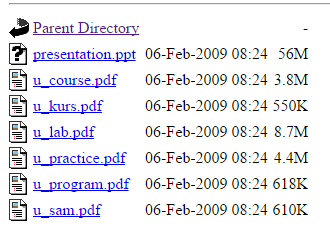 Parent Directory -
presentation.ppt 06-Feb-2009 08:24 56M
u_course.pdf 06-Feb-2009 08:24 3.8M
u_kurs.pdf 06-Feb-2009 08:24 550K
u_lab.pdf 06-Feb-2009 08:24 8.7M
u_practice.pdf 06-Feb-2009 08:24 4.4M
u_program.pdf 06-Feb-2009 08:24 618K
u_sam.pdf 06-Feb-2009 08:24 610K